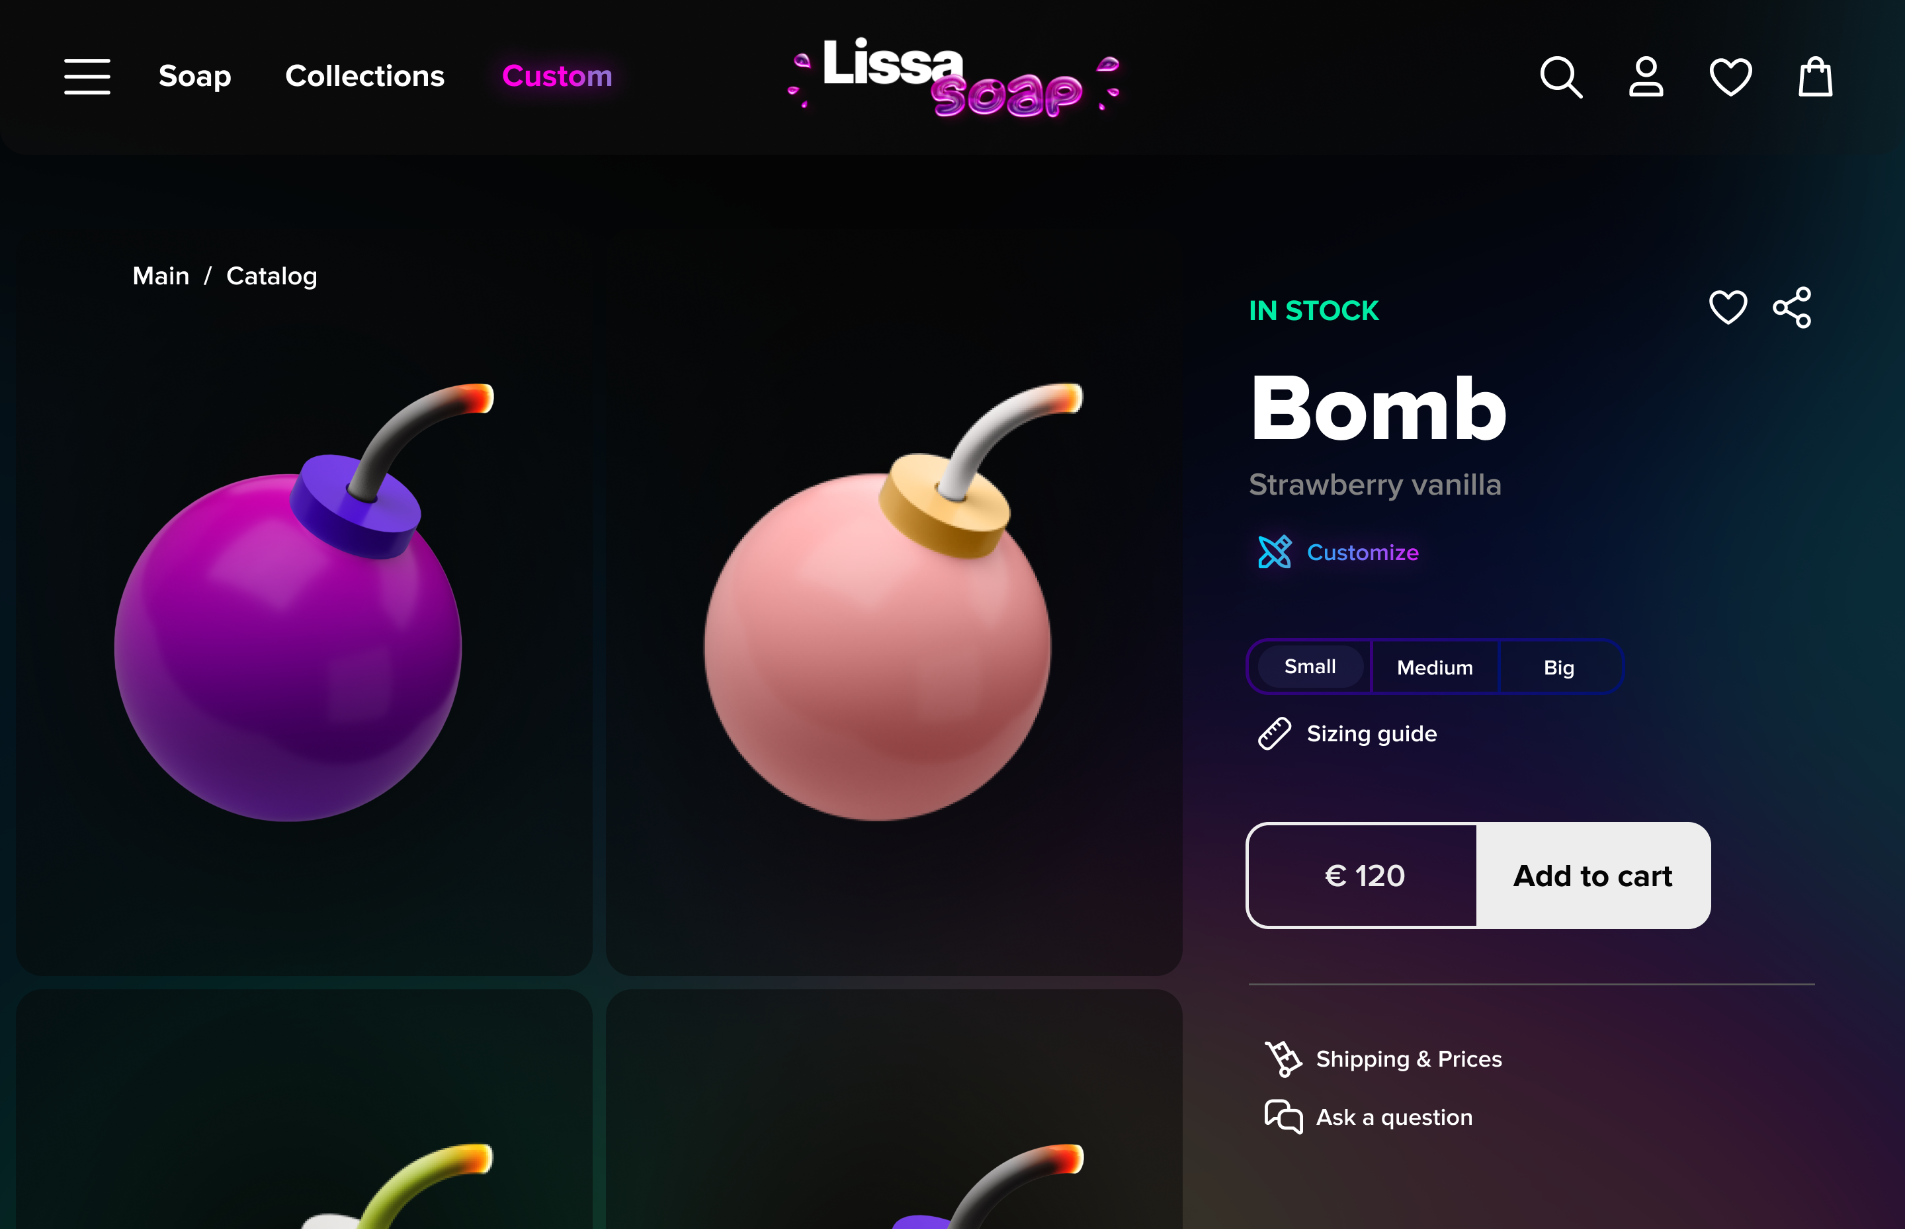 Soap
Collections
Custom
Lissa
soap
Main / Catalog
IN STOCK
Bomb
Strawberry vanilla
Customize
Small
Medium
Big
Sizing guide
€ 120
Add to cart
Shipping & Prices
Ask a question